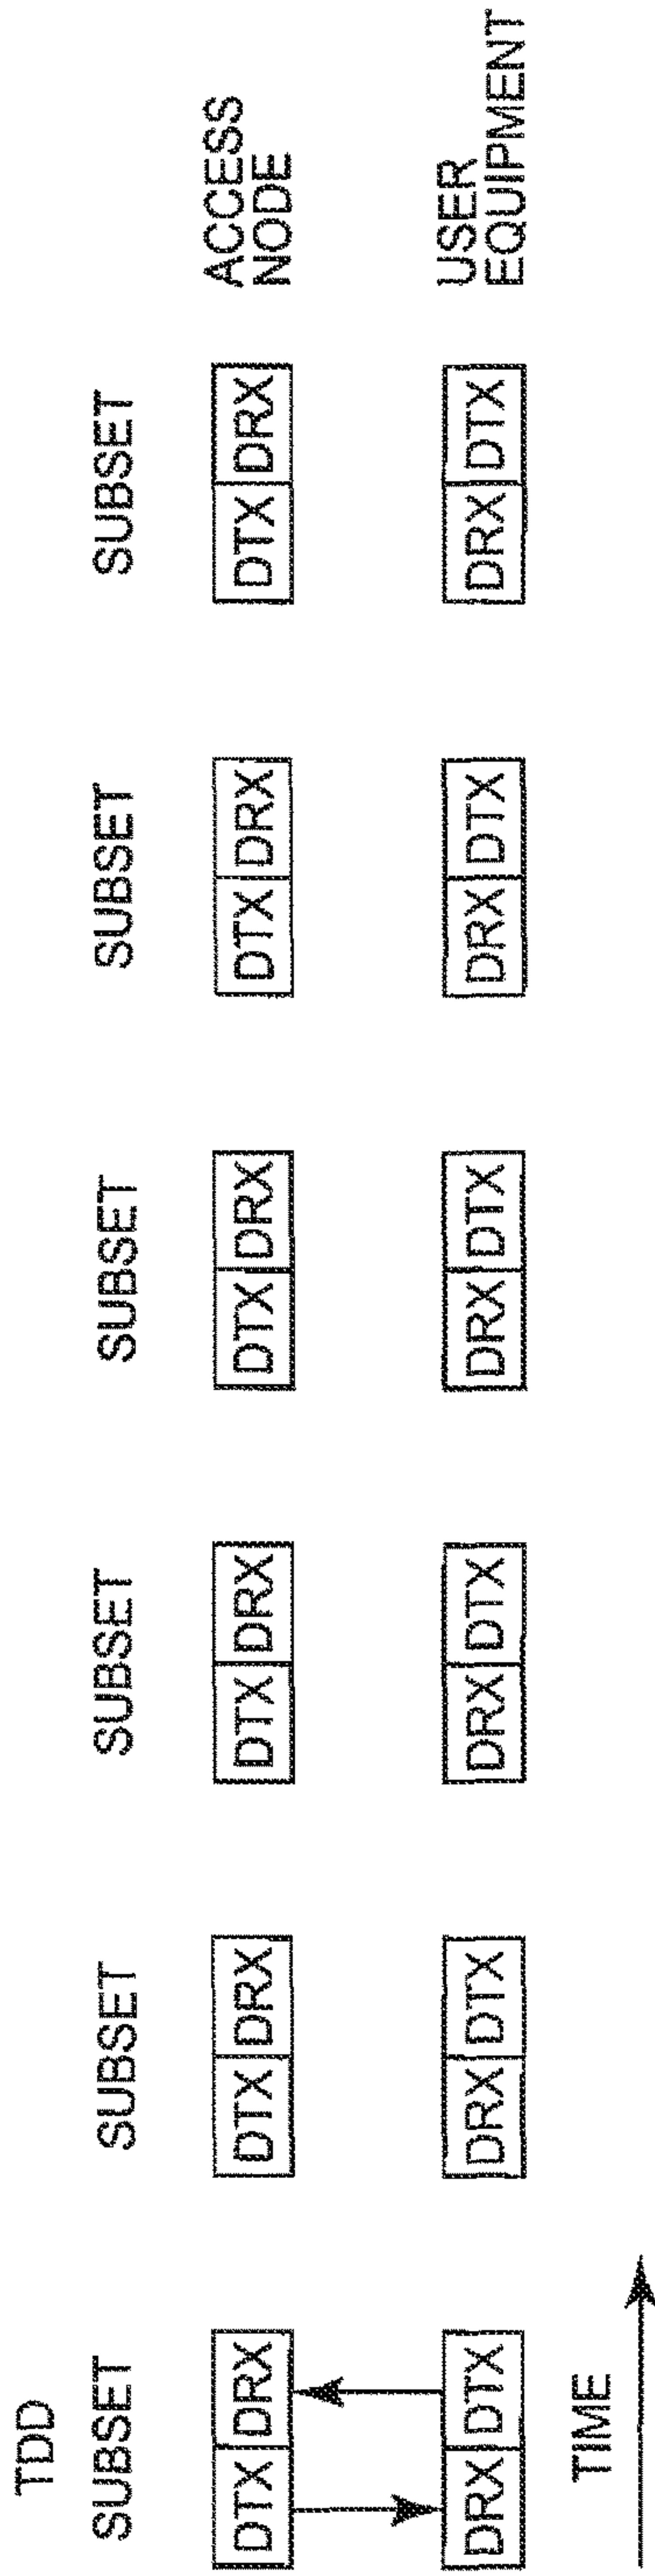 TDD
SUBSET SUBSET SUBSET SUBSET SUBSET SUBSET
DTX DRX DTX DRX DTX DRX DTX DRX DTX DRX DTX DRX
ACCESS
NODE
DRX DTX DRX DTX DRX DTX DRX DTX DRX DTX DRX DTX
USER
EQUIPMENT
TIME